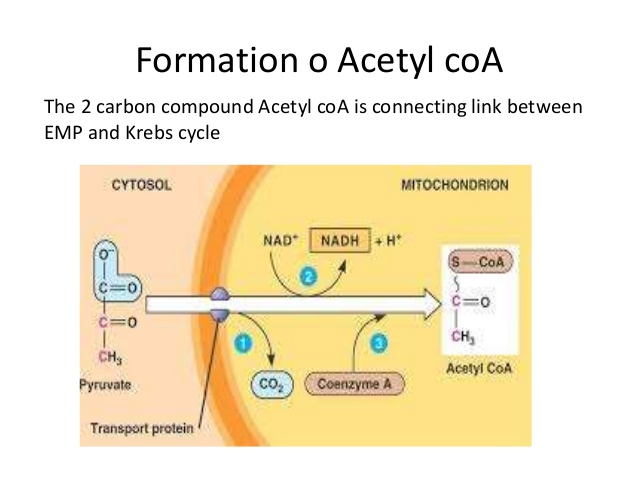 Formation o Acetyl coA
The 2 carbon compound Acetyl coA is connecting link between
EMP and Krebs cycle
CYTOSOL
MITOCHONDRION
NAD⁺ NADH + H⁺
O⁻
C=O
C=O
CH₃
Pyruvate
Transport protein
1
2
3
CO₂
Coenzyme A
S—CoA
C=O
CH₃
Acetyl CoA